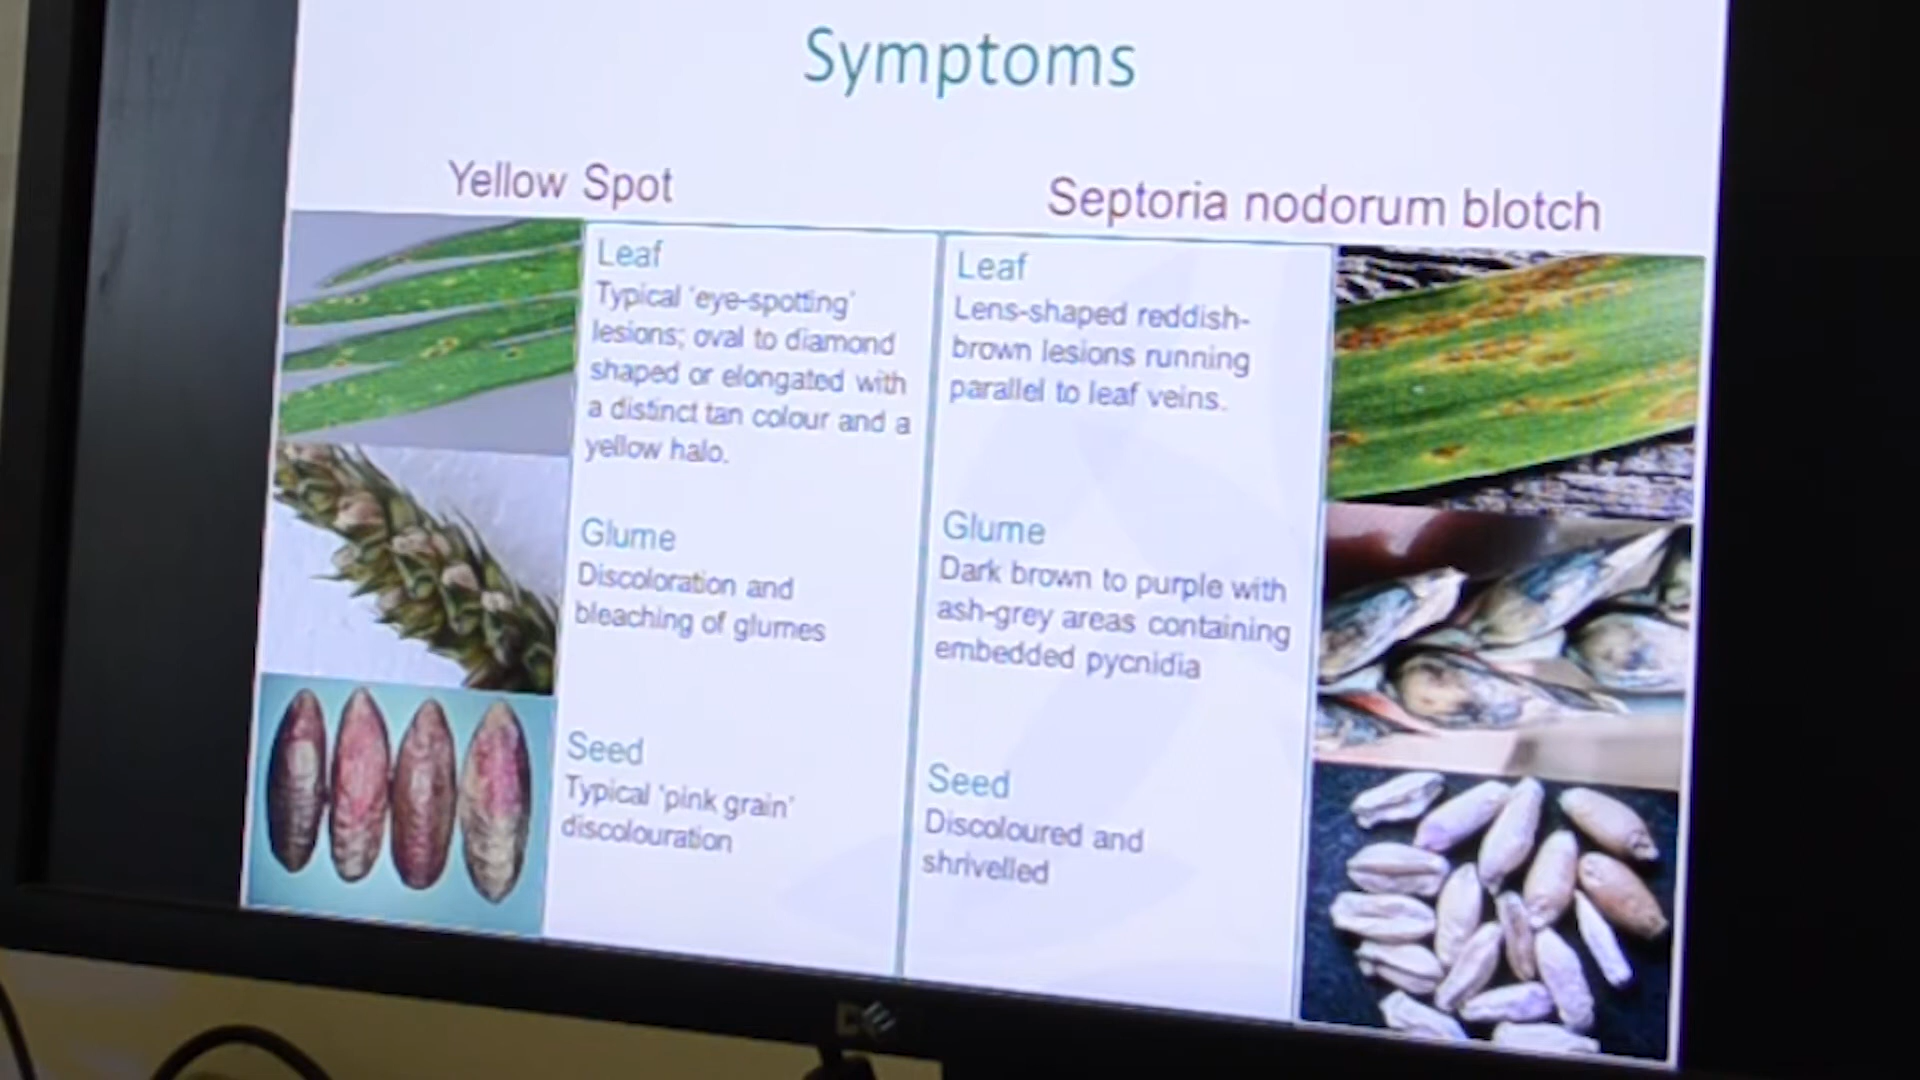 Symptoms
Yellow Spot
Leaf
Typical 'eye-spotting'
lesions; oval to diamond
shaped or elongated with
a distinct tan colour and a
yellow halo.
Glume
Discoloration and
bleaching of glumes
Seed
Typical 'pink grain'
discolouration
Septoria nodorum blotch
Leaf
Lens-shaped reddish-
brown lesions running
parallel to leaf veins.
Glume
Dark brown to purple with
ash-grey areas containing
embedded pycnidia
Seed
Discoloured and
shrivelled